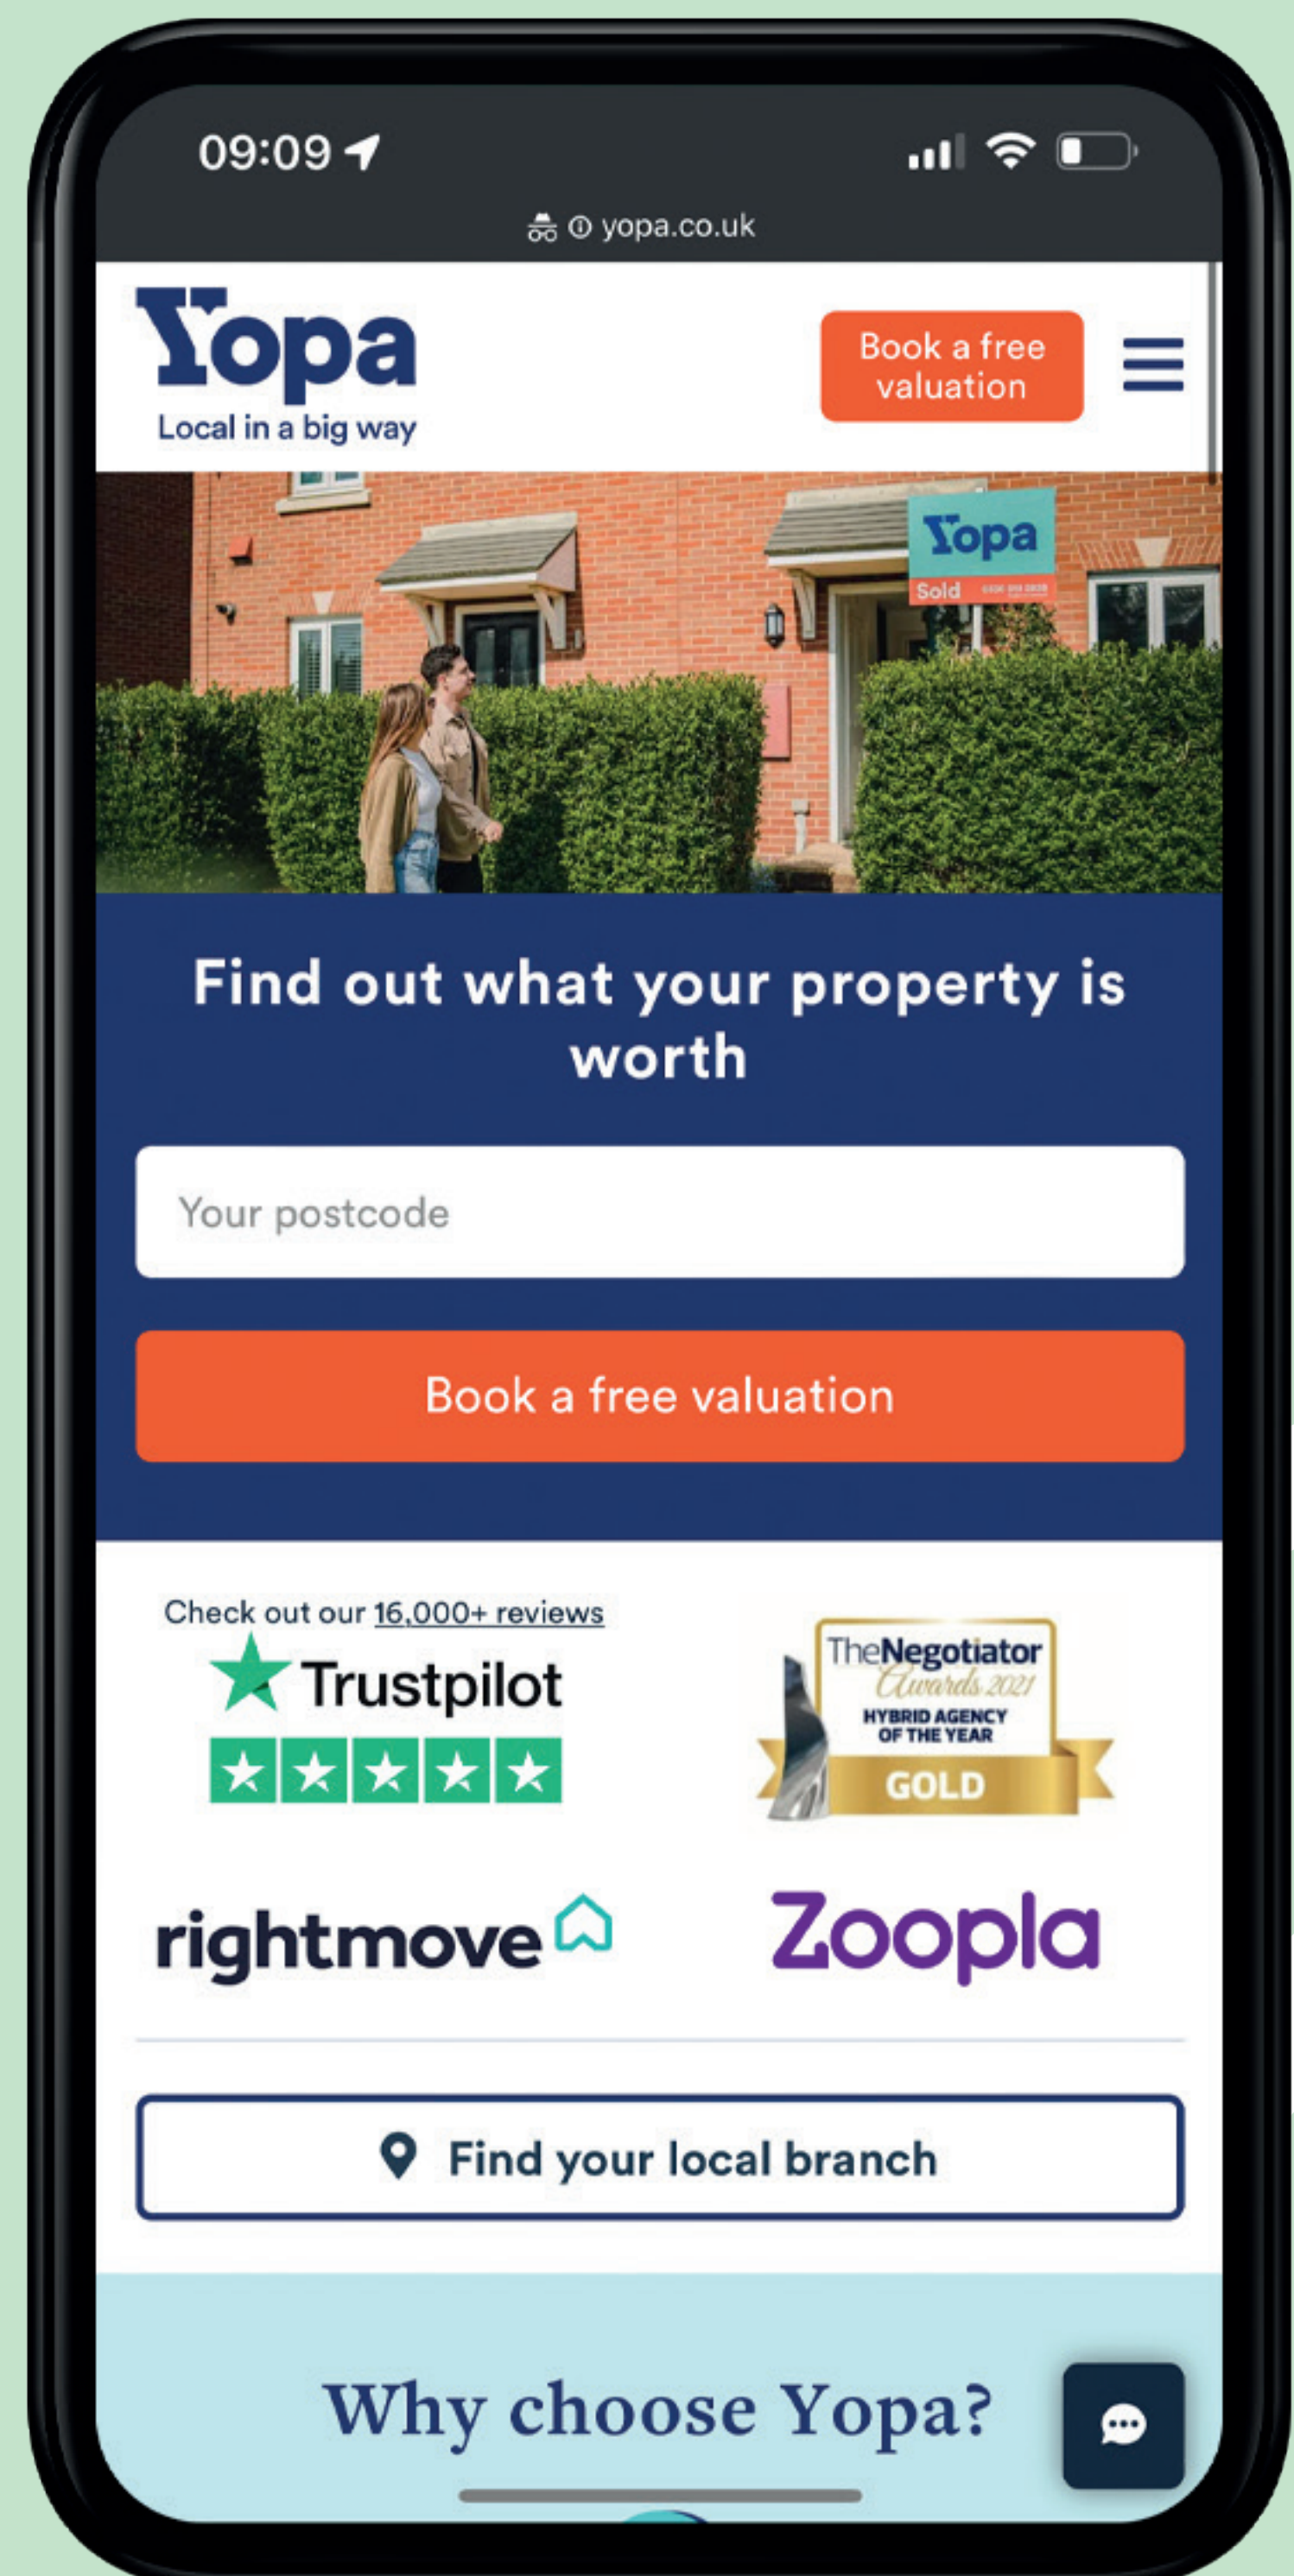 09:09
yopa.co.uk
Yopa
Local in a big way
Book a free
valuation
Yopa
Sold
Find out what your property is
worth
Your postcode
Book a free valuation
Check out our 16,000+ reviews
Trustpilot
TheNegotiator
Awards 2021
HYBRID AGENCY
OF THE YEAR
GOLD
rightmove
Zoopla
Find your local branch
Why choose Yopa?